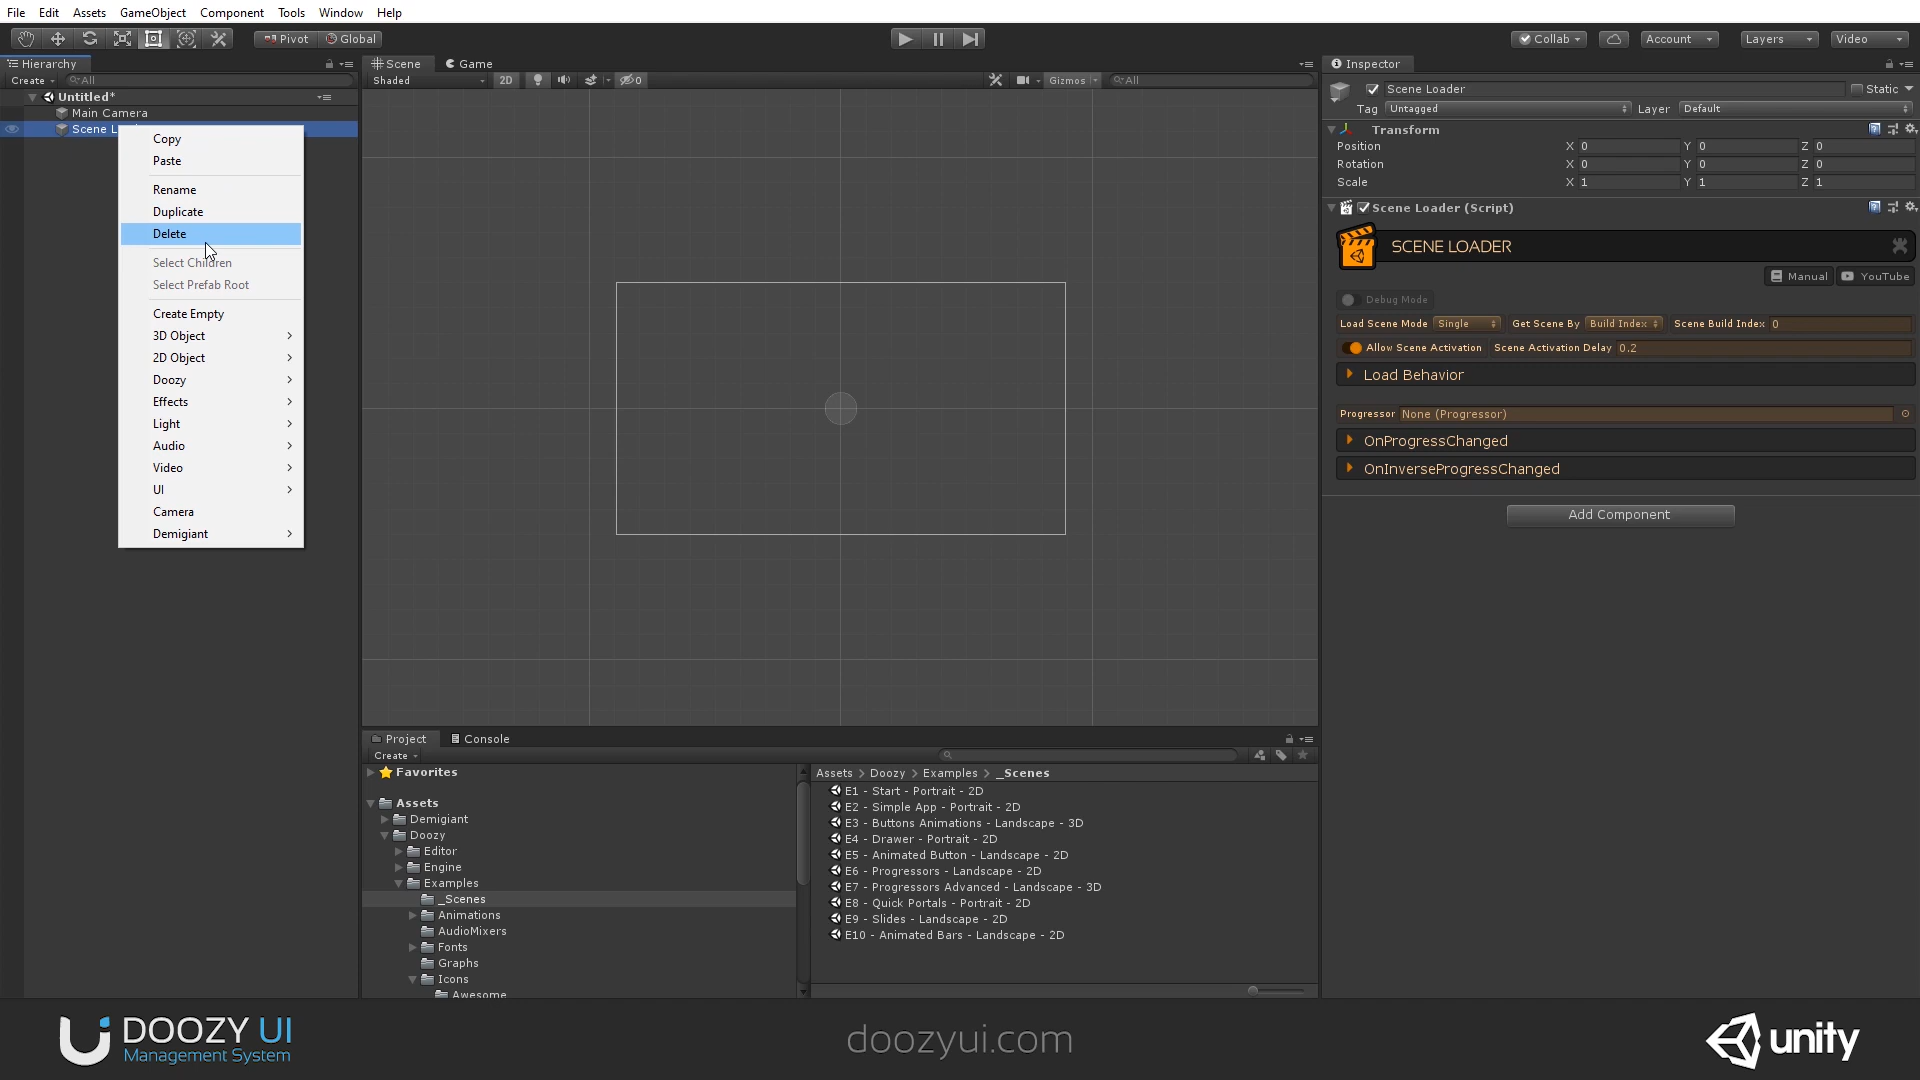 File Edit Assets GameObject Component Tools Window Help
Pivot Global Collab Account Layers Video
Hierarchy
Create All
Untitled*
Main Camera
Scene L
Copy
Paste
Rename
Duplicate
Delete
Select Children
Select Prefab Root
Create Empty
3D Object
2D Object
Doozy
Effects
Light
Audio
Video
UI
Camera
Demigiant
Scene Game
Shaded 2D 0 Gizmos All
Project Console
Create
Favorites
Assets
Demigiant
Doozy
Editor
Engine
Examples
_Scenes
Animations
AudioMixers
Fonts
Graphs
Icons
Awesome
Assets > Doozy > Examples > _Scenes
E1 - Start - Portrait - 2D
E2 - Simple App - Portrait - 2D
E3 - Buttons Animations - Landscape - 3D
E4 - Drawer - Portrait - 2D
E5 - Animated Button - Landscape - 2D
E6 - Progressors - Landscape - 2D
E7 - Progressors Advanced - Landscape - 3D
E8 - Quick Portals - Portrait - 2D
E9 - Slides - Landscape - 2D
E10 - Animated Bars - Landscape - 2D
Inspector
Scene Loader Static
Tag Untagged Layer Default
Transform
Position X 0 Y 0 Z 0
Rotation X 0 Y 0 Z 0
Scale X 1 Y 1 Z 1
Scene Loader (Script)
SCENE LOADER
Manual YouTube
Debug Mode
Load Scene Mode Single Get Scene By Build Index Scene Build Index 0
Allow Scene Activation Scene Activation Delay 0.2
Load Behavior
Progressor None (Progressor)
OnProgressChanged
OnInverseProgressChanged
Add Component
DOOZY UI
Management System
doozyui.com
unity